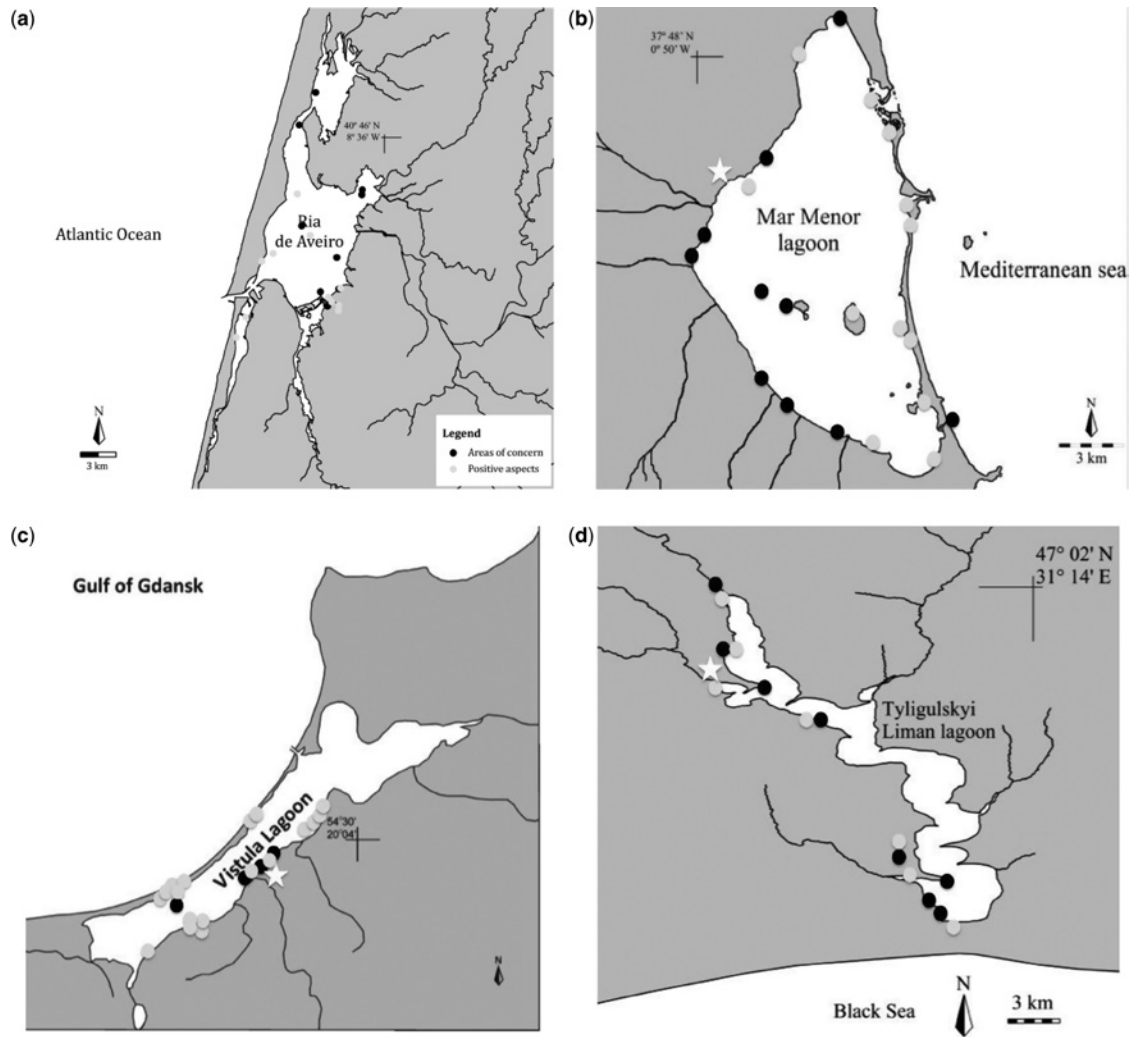 (a)
40° 46' N
8° 36' W
Atlantic Ocean
Ria
de Aveiro
N
3 km
Legend
Areas of concern
Positive aspects
(b)
37° 48' N
0° 50' W
Mar Menor
lagoon
Mediterranean sea
N
3 km
(c)
Gulf of Gdansk
Vistula Lagoon
54°30'
20°04'
N
(d)
47° 02' N
31° 14' E
Tyligulskyi
Liman lagoon
Black Sea
N
3 km